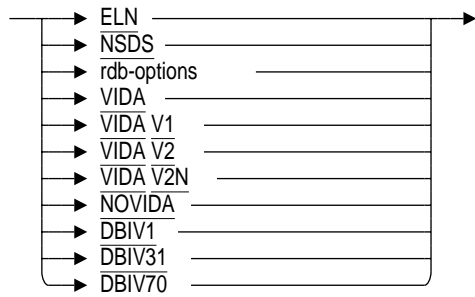 ELN
NSDS
rdb-options
VIDA
VIDA V1
VIDA V2
VIDA V2N
NOVIDA
DBIV1
DBIV31
DBIV70